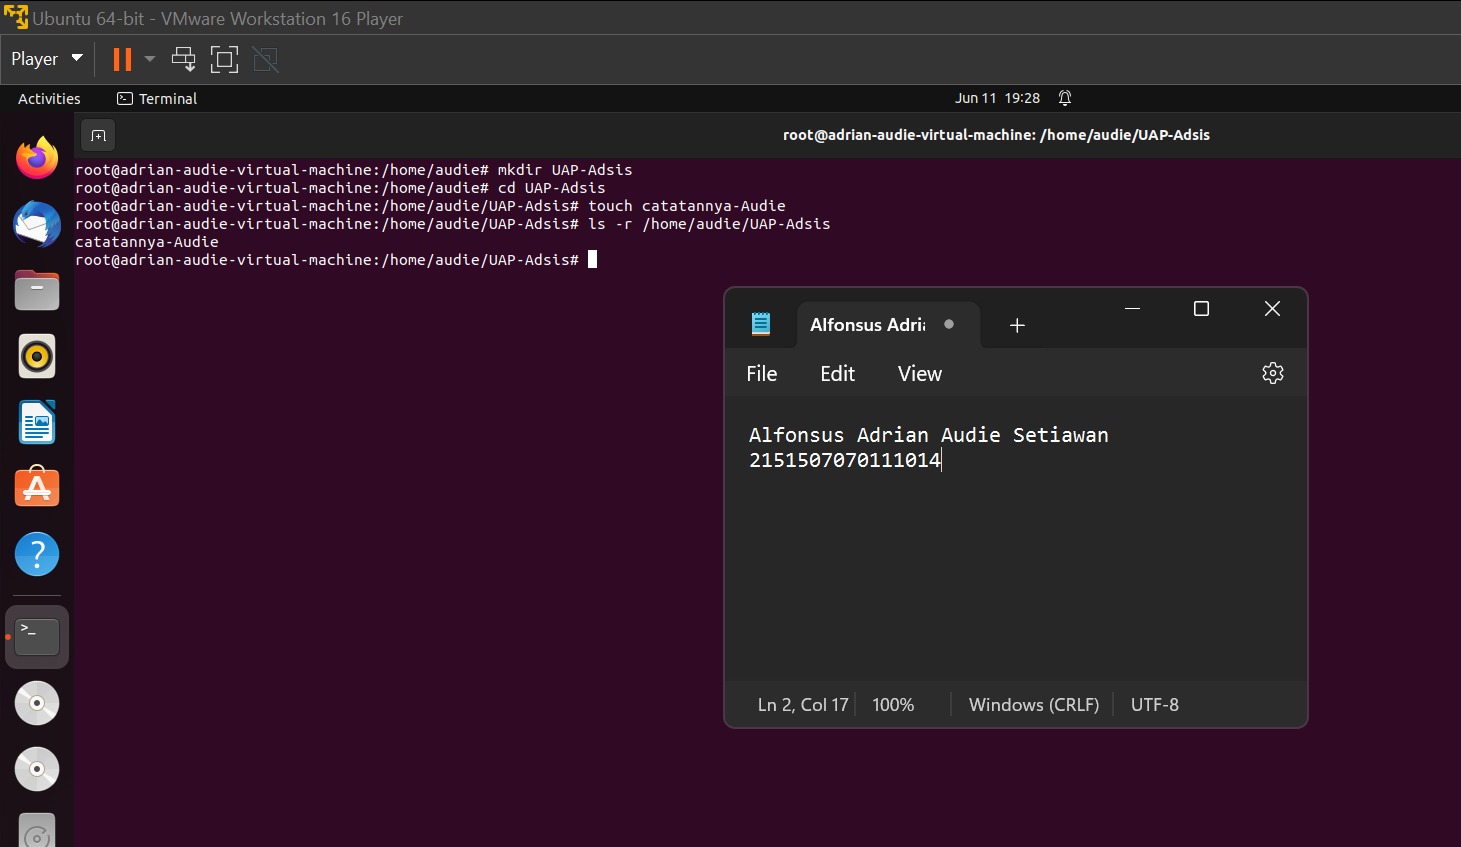 Ubuntu 64-bit - VMware Workstation 16 Player
Player
Activities
Terminal
Jun 11 19:28
root@adrian-audie-virtual-machine: /home/audie/UAP-Adsis
root@adrian-audie-virtual-machine:/home/audie# mkdir UAP-Adsis
root@adrian-audie-virtual-machine:/home/audie# cd UAP-Adsis
root@adrian-audie-virtual-machine:/home/audie/UAP-Adsis# touch catatannya-Audie
root@adrian-audie-virtual-machine:/home/audie/UAP-Adsis# ls -r /home/audie/UAP-Adsis
catatannya-Audie
root@adrian-audie-virtual-machine:/home/audie/UAP-Adsis#
Alfonsus Adri
File Edit View
Alfonsus Adrian Audie Setiawan
2151507070111014
Ln 2, Col 17 100% Windows (CRLF) UTF-8